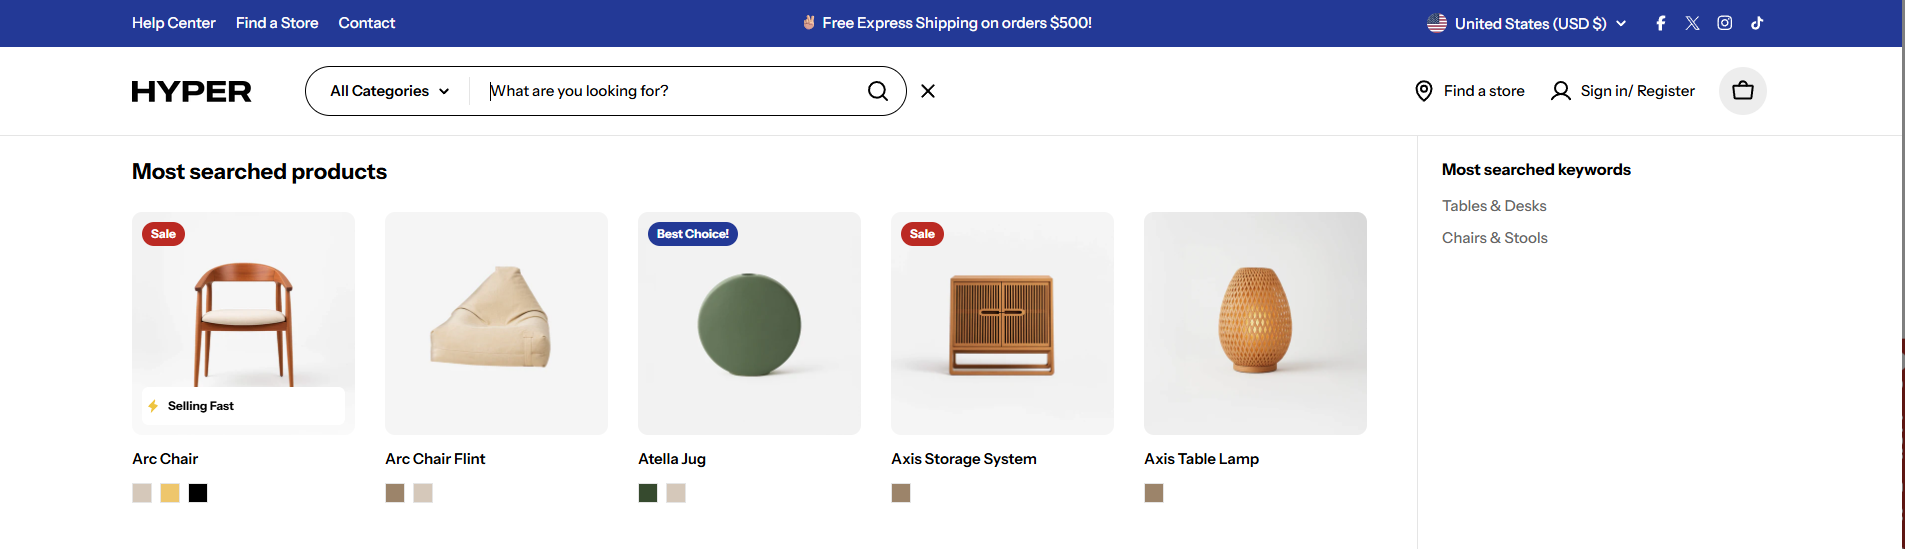 Help Center
Find a Store
Contact
✌🏼 Free Express Shipping on orders $500!
United States (USD $)
HYPER
All Categories
What are you looking for?
Find a store
Sign in/ Register
Most searched products
Most searched keywords
Tables & Desks
Chairs & Stools
Sale
Best Choice!
Sale
Selling Fast
Arc Chair
Arc Chair Flint
Atella Jug
Axis Storage System
Axis Table Lamp